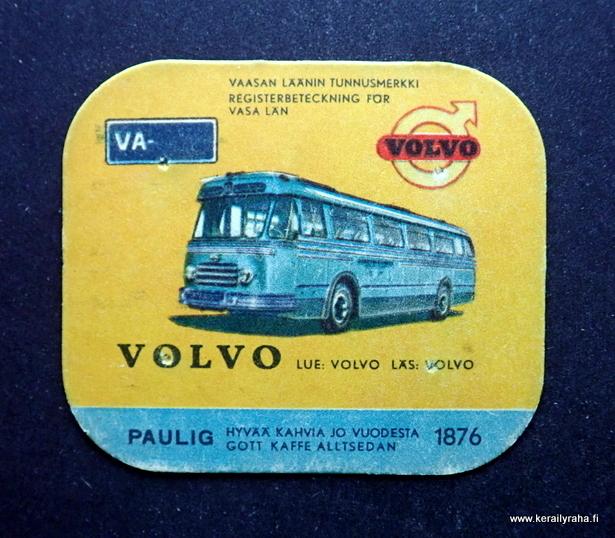 VAASAN LÄÄNIN TUNNUSMERKKI
REGISTERBETECKNING FÖR
VASA LÄN
VA-
VOLVO
VOLVO LUE: VOLVO LÄS: VOLVO
PAULIG HYVÄÄ KAHVIA JO VUODESTA 1876
GOTT KAFFE ALLTSEDAN
www.kerailyraha.fi